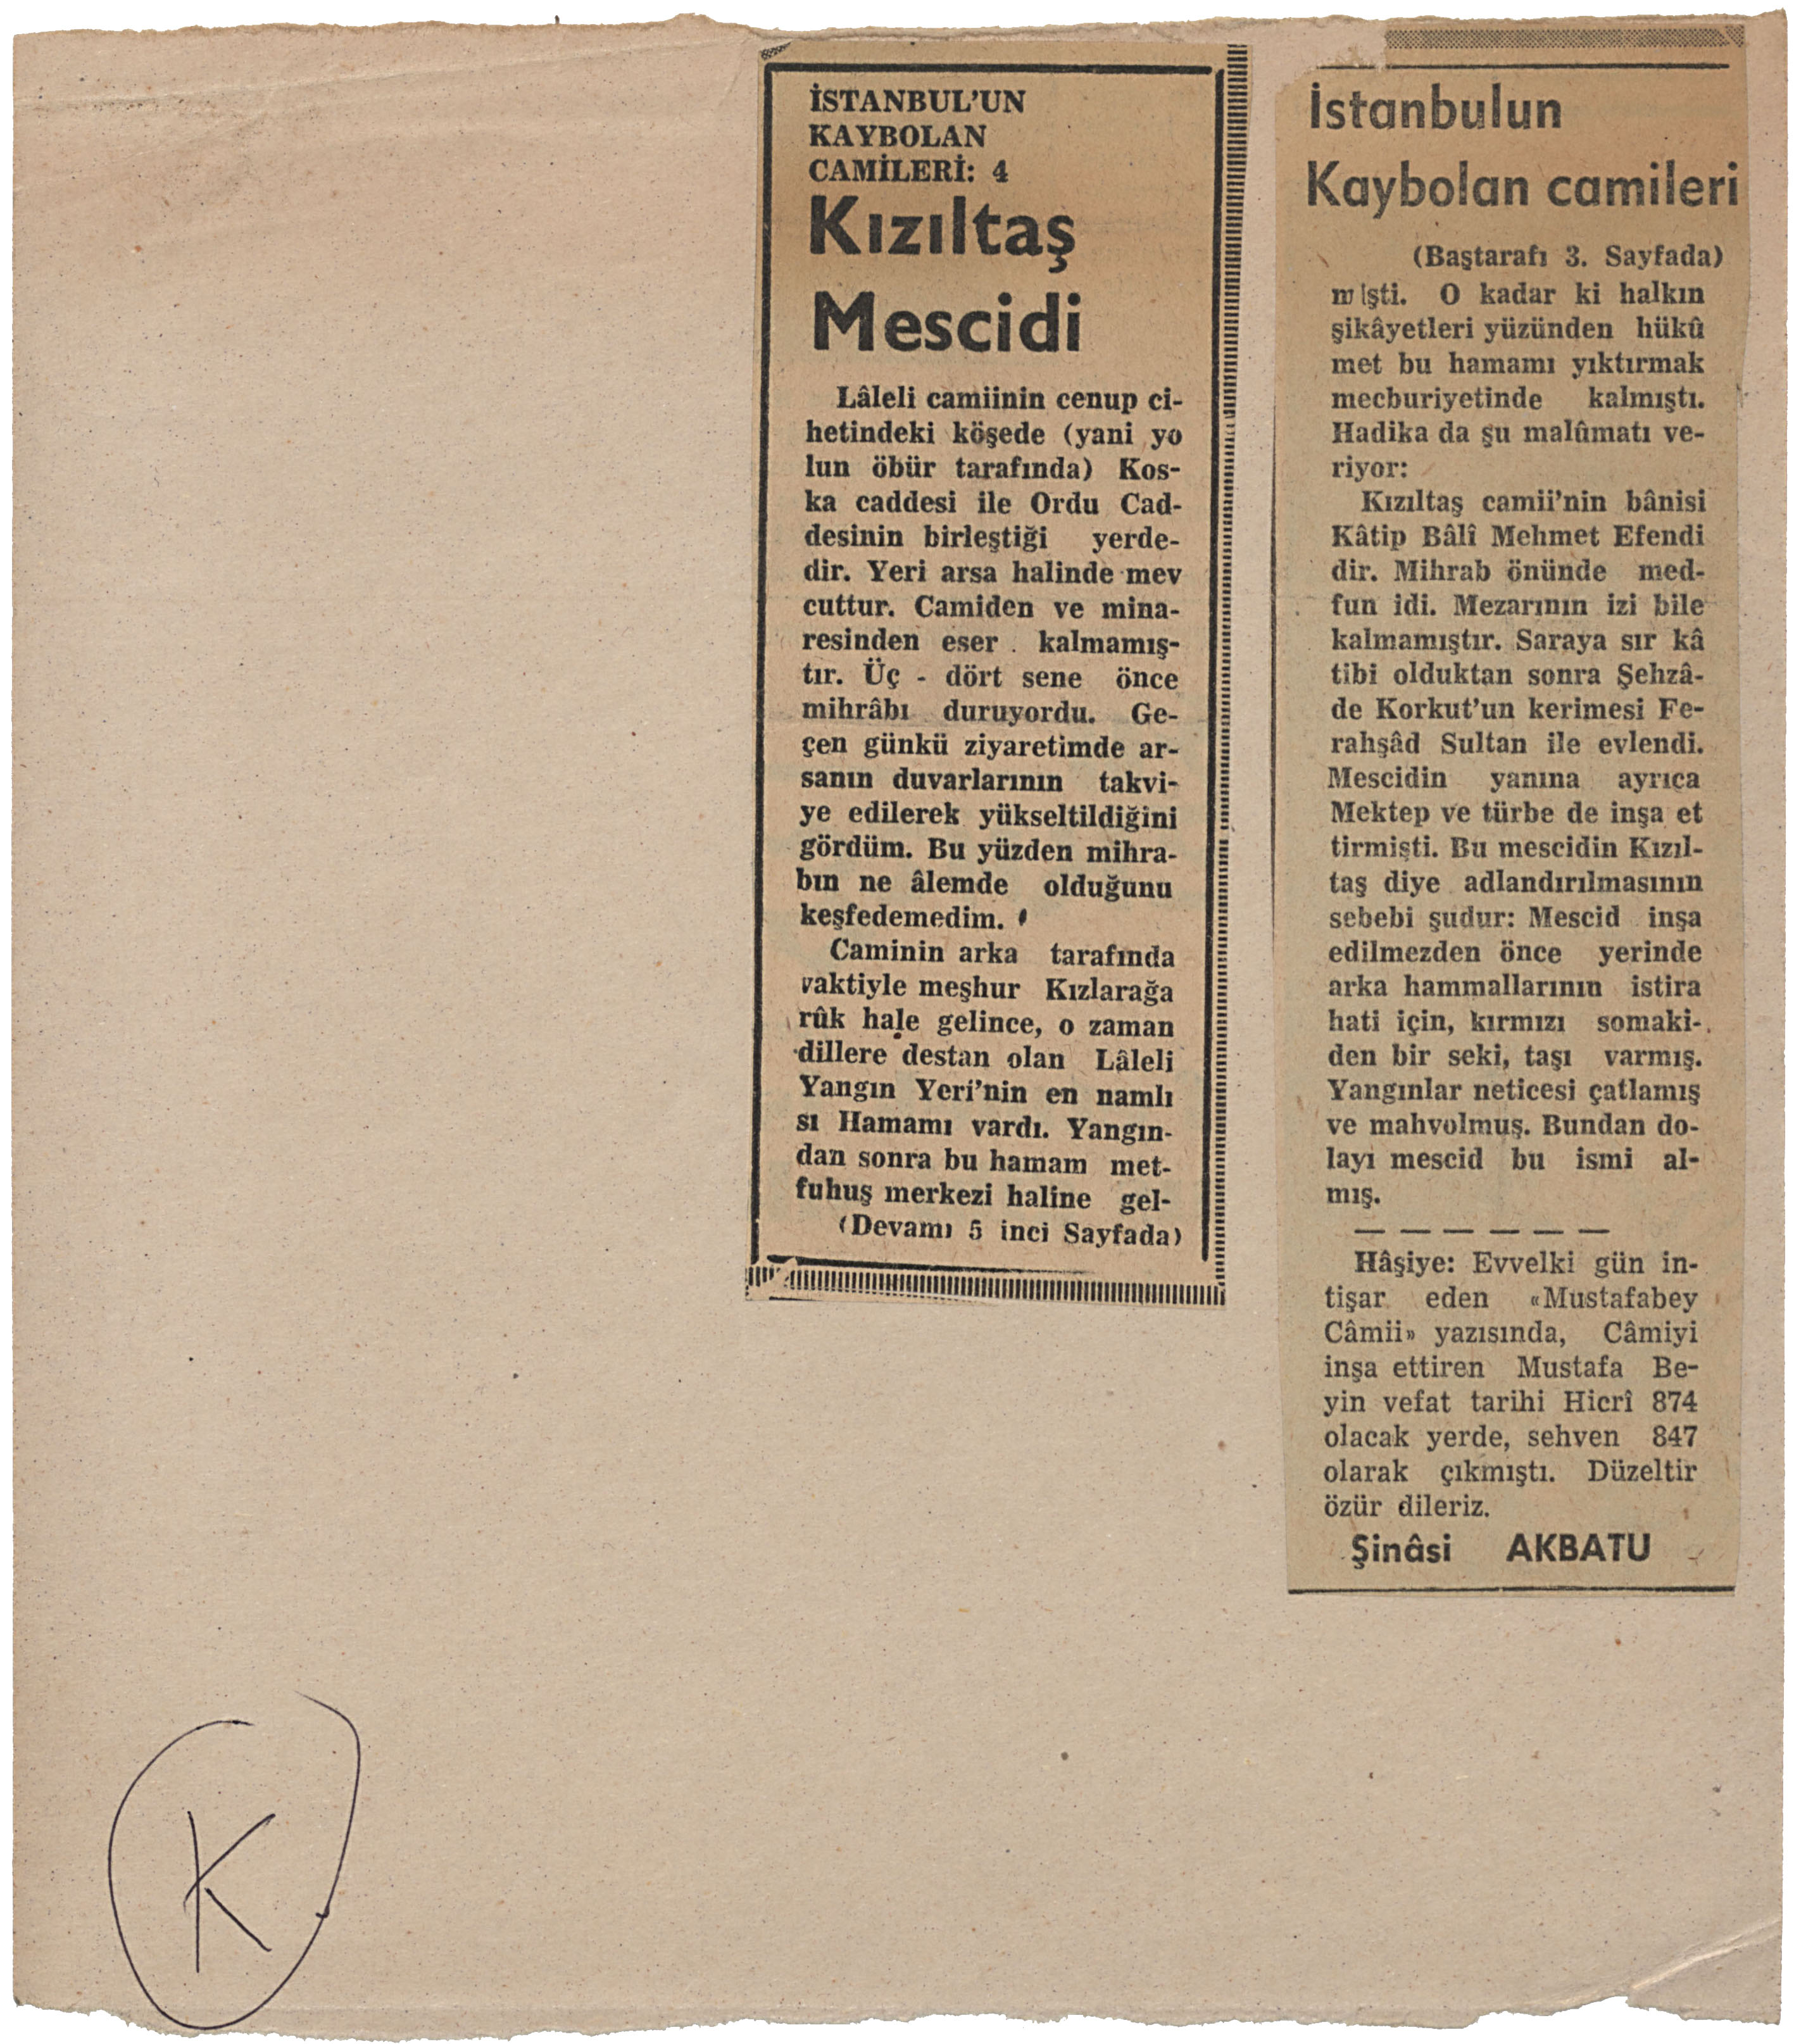 İSTANBUL'UN
KAYBOLAN
CAMİLERİ: 4
Kızıltaş
Mescidi
Lâleli camiinin cenup ci-
hetindeki köşede (yani yo
lun öbür tarafında) Kos-
ka caddesi ile Ordu Cad-
desinin birleştiği yerde-
dir. Yeri arsa halinde mev
cuttur. Camiden ve mina-
resinden eser kalmamış-
tır. Üç - dört sene önce
mihrâbı duruyordu. Ge-
çen günkü ziyaretimde ar-
sanın duvarlarının takvi-
ye edilerek yükseltildiğini
gördüm. Bu yüzden mihra-
bın ne âlemde olduğunu
keşfedemedim.
Caminin arka tarafında
vaktiyle meşhur Kızlarağa
rûk hale gelince, o zaman
dillere destan olan Lâleli
Yangın Yeri'nin en namlı
sı Hamamı vardı. Yangın-
dan sonra bu hamam met-
fuhuş merkezi haline gel-
(Devamı 5 inci Sayfada)
İstanbulun
Kaybolan camileri
(Baştarafı 3. Sayfada)
mişti. O kadar ki halkın
şikâyetleri yüzünden hükû
met bu hamamı yıktırmak
mecburiyetinde kalmıştı.
Hadika da şu malûmatı ve-
riyor:
Kızıltaş camii'nin bânisi
Kâtip Bâlî Mehmet Efendi
dir. Mihrab önünde med-
fun idi. Mezarının izi bile
kalmamıştır. Saraya sır kâ
tibi olduktan sonra Şehzâ-
de Korkut'un kerimesi Fe-
rahşâd Sultan ile evlendi.
Mescidin yanına ayrıca
Mektep ve türbe de inşa et
tirmişti. Bu mescidin Kızıl-
taş diye adlandırılmasının
sebebi şudur: Mescid inşa
edilmezden önce yerinde
arka hammallarının istira
hati için, kırmızı somaki-
den bir seki, taşı varmış.
Yangınlar neticesi çatlamış
ve mahvolmuş. Bundan do-
layı mescid bu ismi al-
mış.
— — — — — —
Hâşiye: Evvelki gün in-
tişar eden «Mustafabey
Câmii» yazısında, Câmiyi
inşa ettiren Mustafa Be-
yin vefat tarihi Hicrî 874
olacak yerde, sehven 847
olarak çıkmıştı. Düzeltir
özür dileriz.
Şinâsi AKBATU
K